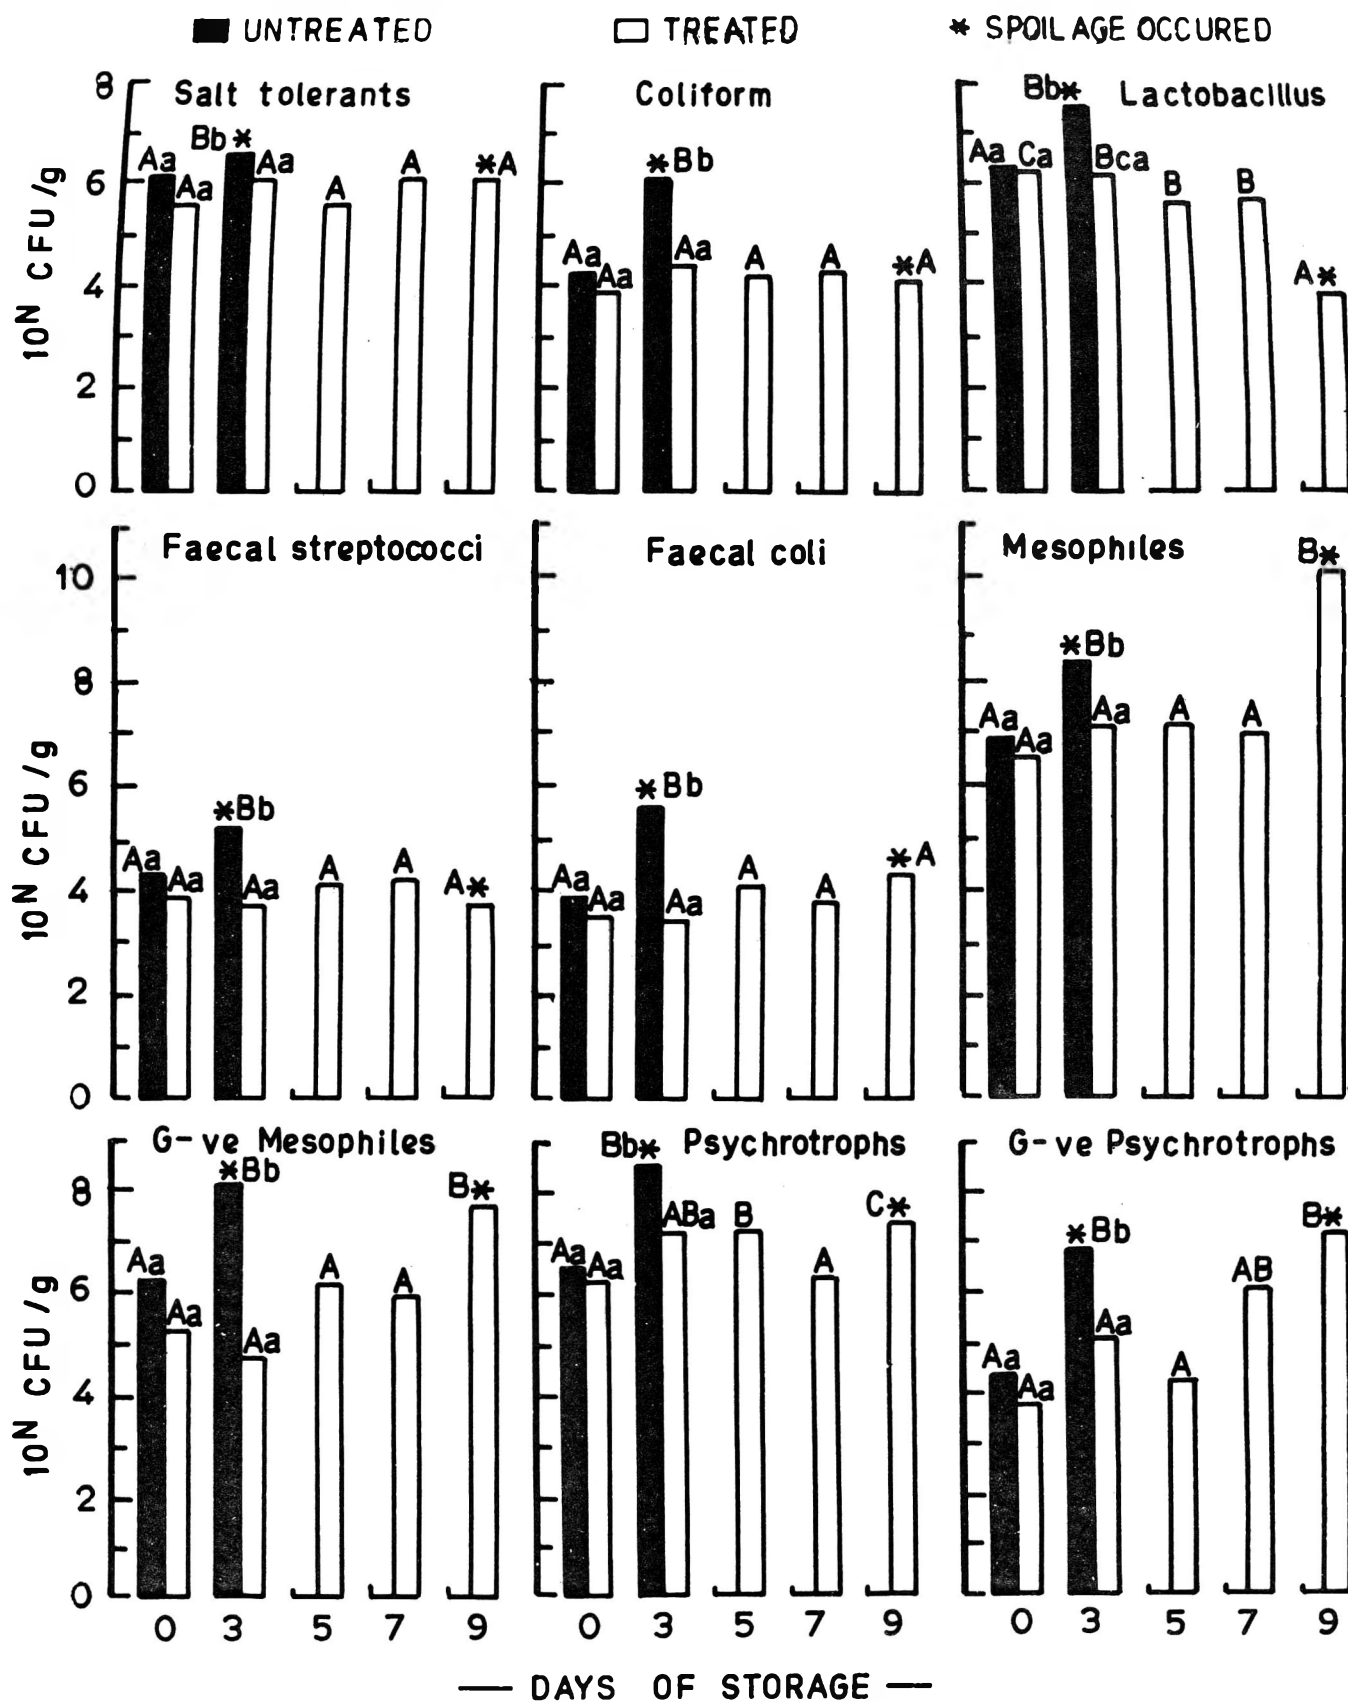 UNTREATED TREATED * SPOILAGE OCCURED
8 Salt tolerants Coliform Bb* Lactobacillus
Aa Aa Bb* Aa A A *A
Aa Aa *Bb Aa A A *A
Aa Ca Bca B B A*
6
4
2
0
10ᴺ CFU/g
Faecal streptococci Faecal coli Mesophiles
Aa Aa *Bb Aa A A A*
Aa Aa *Bb Aa A A *A
Aa Aa *Bb Aa A A B*
10
8
6
4
2
0
10ᴺ CFU/g
G-ve Mesophiles Psychrotrophs G-ve Psychrotrophs
Aa Aa *Bb Aa A A B*
Aa Aa Bb* ABa B A C*
Aa Aa *Bb Aa A AB B*
8
6
4
2
0
10ᴺ CFU/g
0 3 5 7 9 0 3 5 7 9 0 3 5 7 9
— DAYS OF STORAGE —